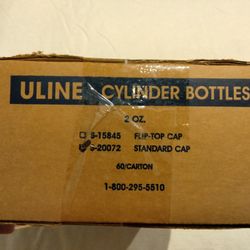 ULINE CYLINDER BOTTLES
2 OZ.
S-15845 FLIP-TOP CAP
S-20072 STANDARD CAP
60/CARTON
1-800-295-5510